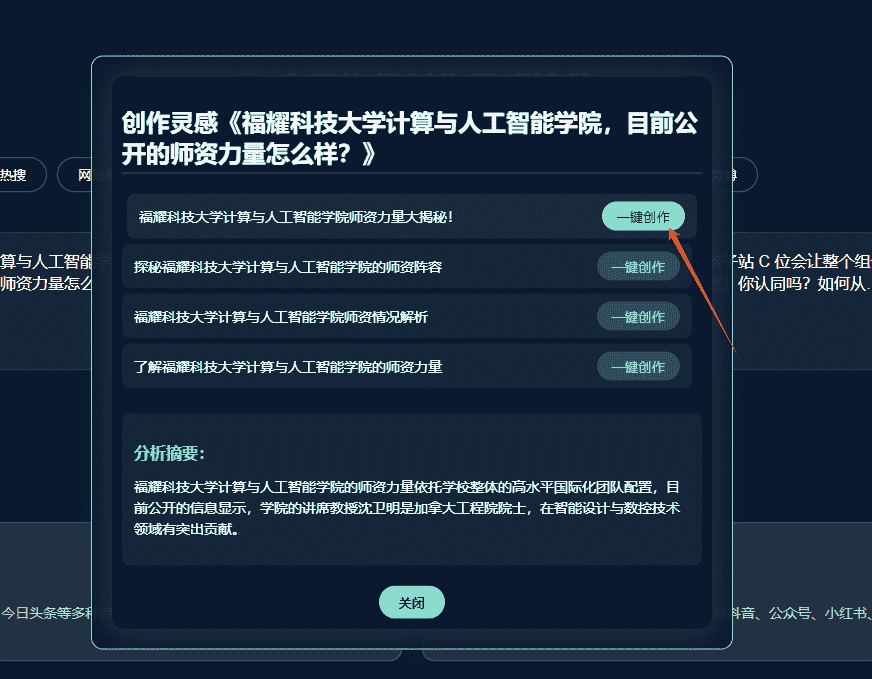 创作灵感《福耀科技大学计算与人工智能学院，目前公
开的师资力量怎么样？》
热搜
网
博
福耀科技大学计算与人工智能学院师资力量大揭秘！
一键创作
算与人工智能学
师资力量怎么
探秘福耀科技大学计算与人工智能学院的师资阵容
一键创作
子站 C 位会让整个组
你认同吗？如何从.
福耀科技大学计算与人工智能学院师资情况解析
一键创作
了解福耀科技大学计算与人工智能学院的师资力量
一键创作
分析摘要：
福耀科技大学计算与人工智能学院的师资力量依托学校整体的高水平国际化团队配置，目
前公开的信息显示，学院的讲席教授沈卫明是加拿大工程院院士，在智能设计与数控技术
领域有突出贡献。
关闭
今日头条等多种
抖音、公众号、小红书、